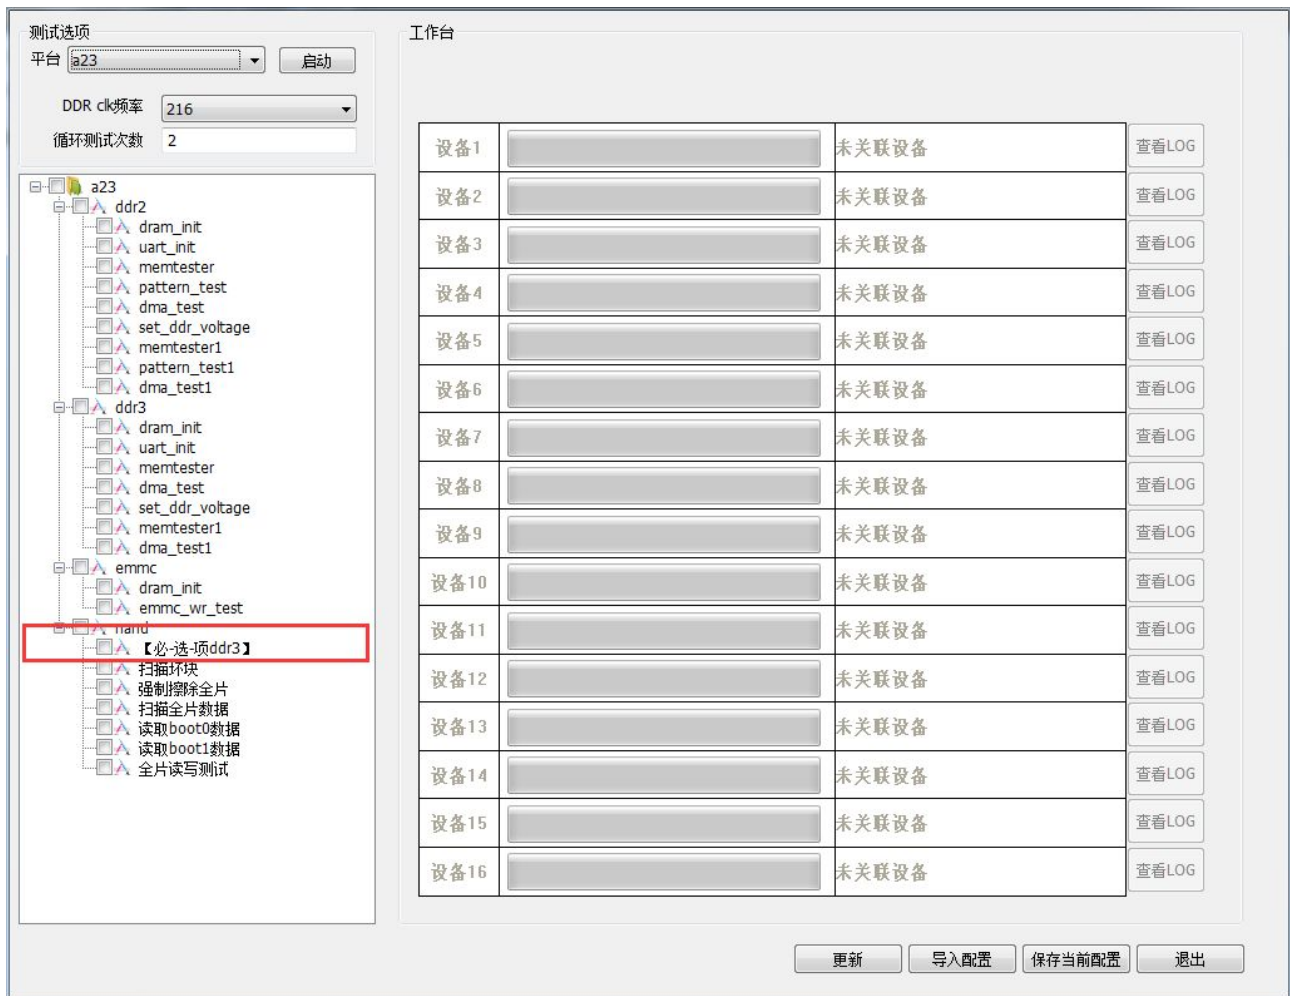 测试选项
平台 a23 启动
DDR clk频率 216
循环测试次数 2
a23
ddr2
dram_init
uart_init
memtester
pattern_test
dma_test
set_ddr_voltage
memtester1
pattern_test1
dma_test1
ddr3
dram_init
uart_init
memtester
dma_test
set_ddr_voltage
memtester1
dma_test1
emmc
dram_init
emmc_wr_test
nand
【必-选-项ddr3】
扫描坏块
强制擦除全片
扫描全片数据
读取boot0数据
读取boot1数据
全片读写测试
工作台
设备1 未关联设备 查看LOG
设备2 未关联设备 查看LOG
设备3 未关联设备 查看LOG
设备4 未关联设备 查看LOG
设备5 未关联设备 查看LOG
设备6 未关联设备 查看LOG
设备7 未关联设备 查看LOG
设备8 未关联设备 查看LOG
设备9 未关联设备 查看LOG
设备10 未关联设备 查看LOG
设备11 未关联设备 查看LOG
设备12 未关联设备 查看LOG
设备13 未关联设备 查看LOG
设备14 未关联设备 查看LOG
设备15 未关联设备 查看LOG
设备16 未关联设备 查看LOG
更新 导入配置 保存当前配置 退出